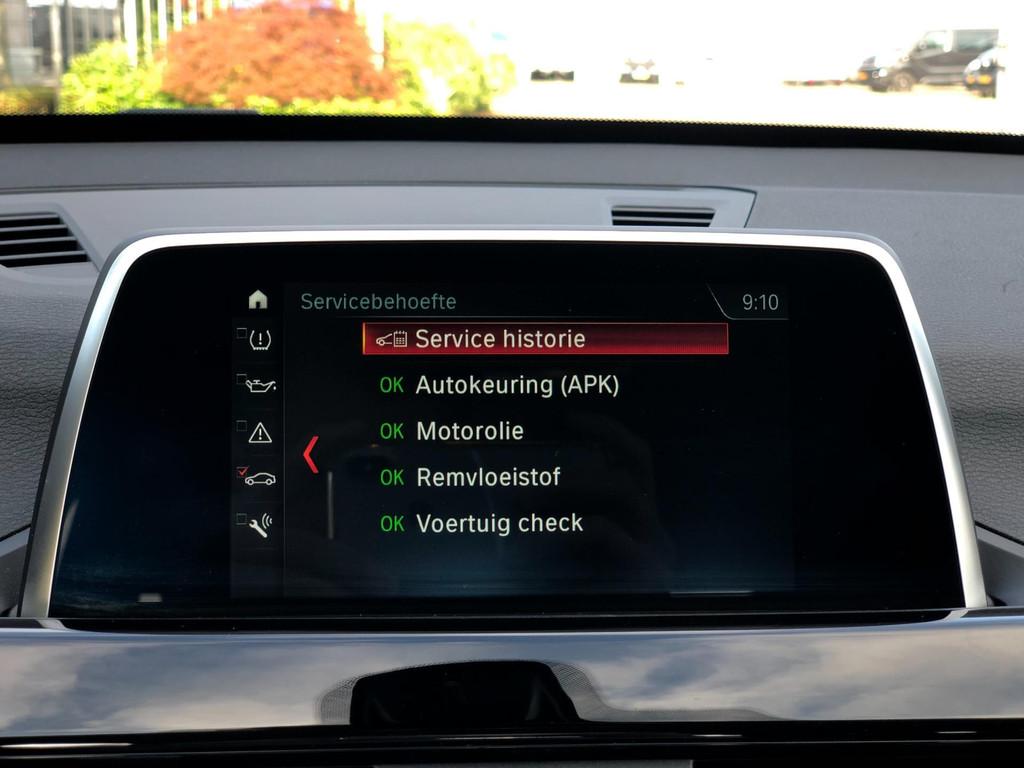 Servicebehoefte 9:10
Service historie
OK Autokeuring (APK)
OK Motorolie
OK Remvloeistof
OK Voertuig check